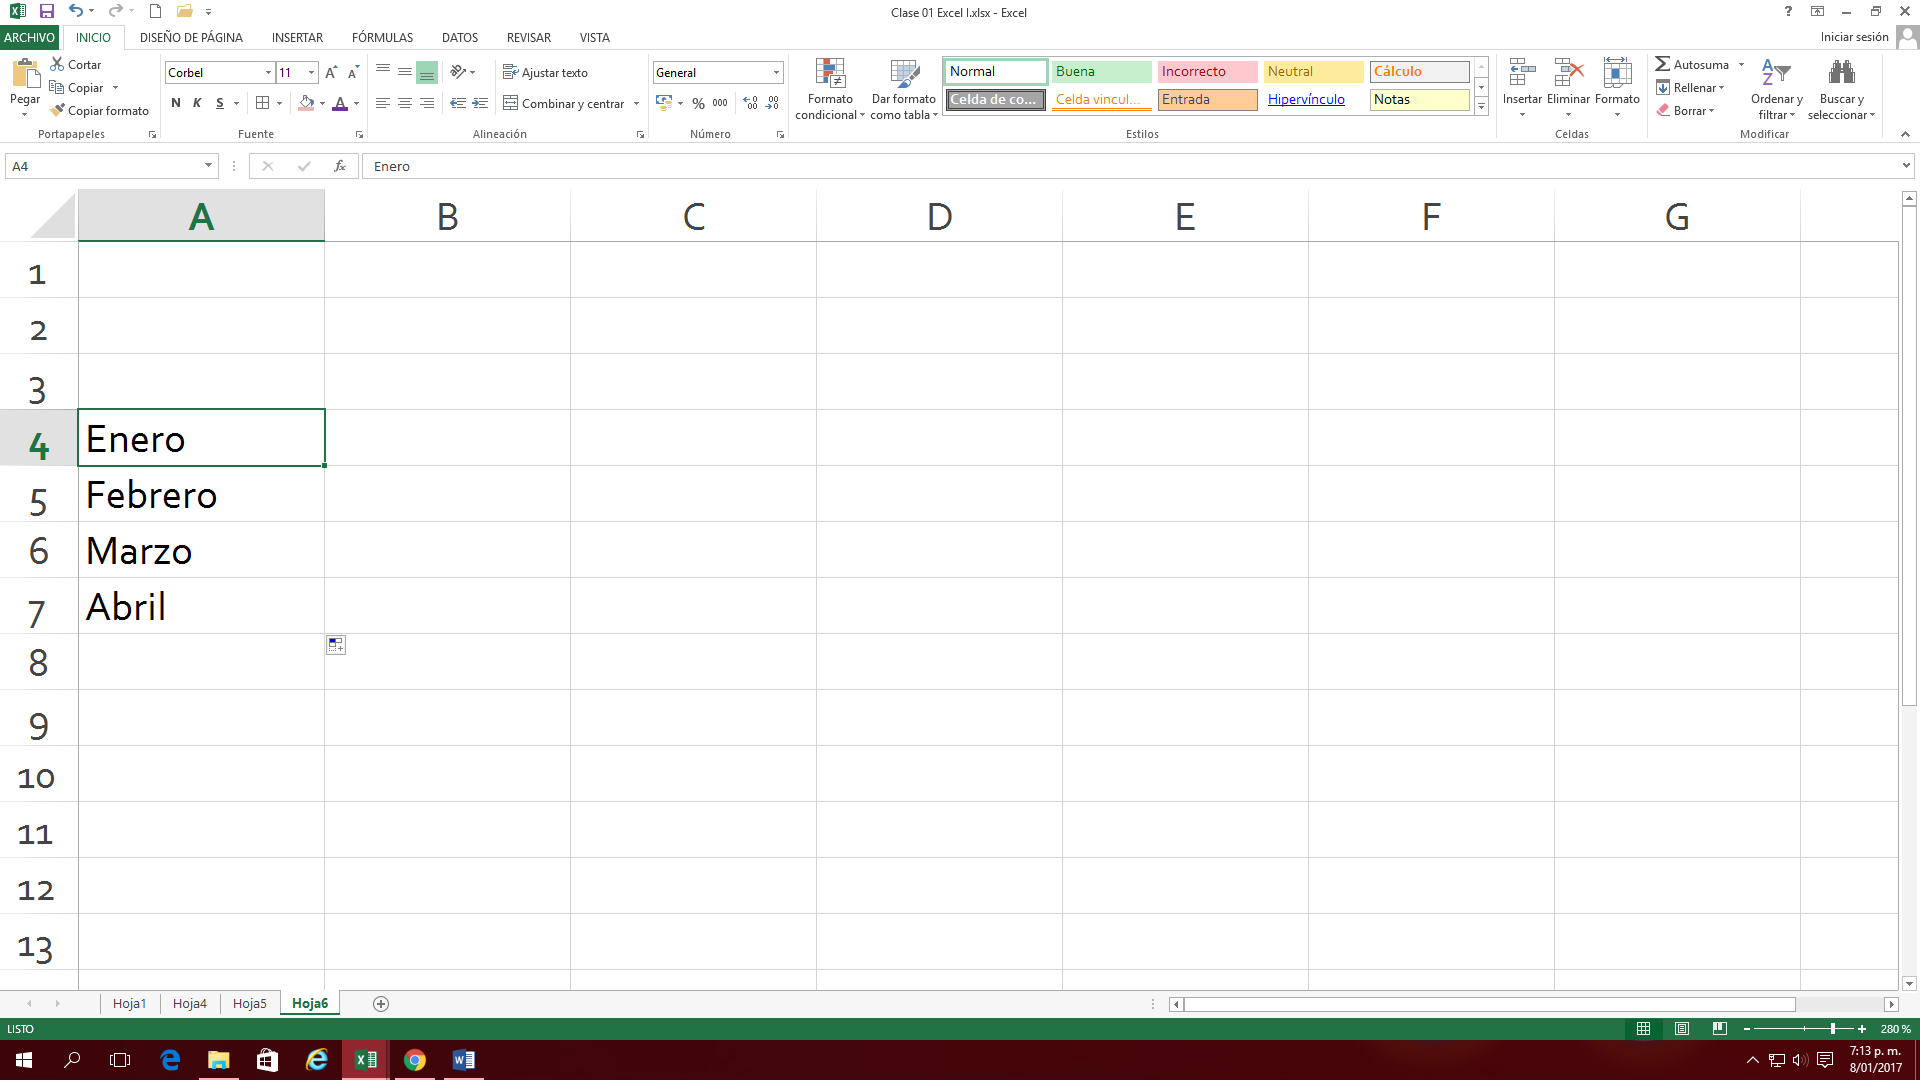 Clase 01 Excel I.xlsx - Excel
ARCHIVO INICIO DISEÑO DE PÁGINA INSERTAR FÓRMULAS DATOS REVISAR VISTA Iniciar sesión
Cortar
Copiar
Copiar formato
Pegar
Portapapeles
Corbel 11
N K S
Fuente
Ajustar texto
Combinar y centrar
Alineación
General
% 000
Número
Formato condicional
Dar formato como tabla
Normal Buena Incorrecto Neutral Cálculo
Celda de co... Celda vincul... Entrada Hipervínculo Notas
Estilos
Insertar Eliminar Formato
Celdas
Autosuma
Rellenar
Borrar
Ordenar y filtrar
Buscar y seleccionar
Modificar
A4 fx Enero
A B C D E F G
1
2
3
4 Enero
5 Febrero
6 Marzo
7 Abril
8
9
10
11
12
13
Hoja1 Hoja4 Hoja5 Hoja6
LISTO 280 %
7:13 p. m.
8/01/2017